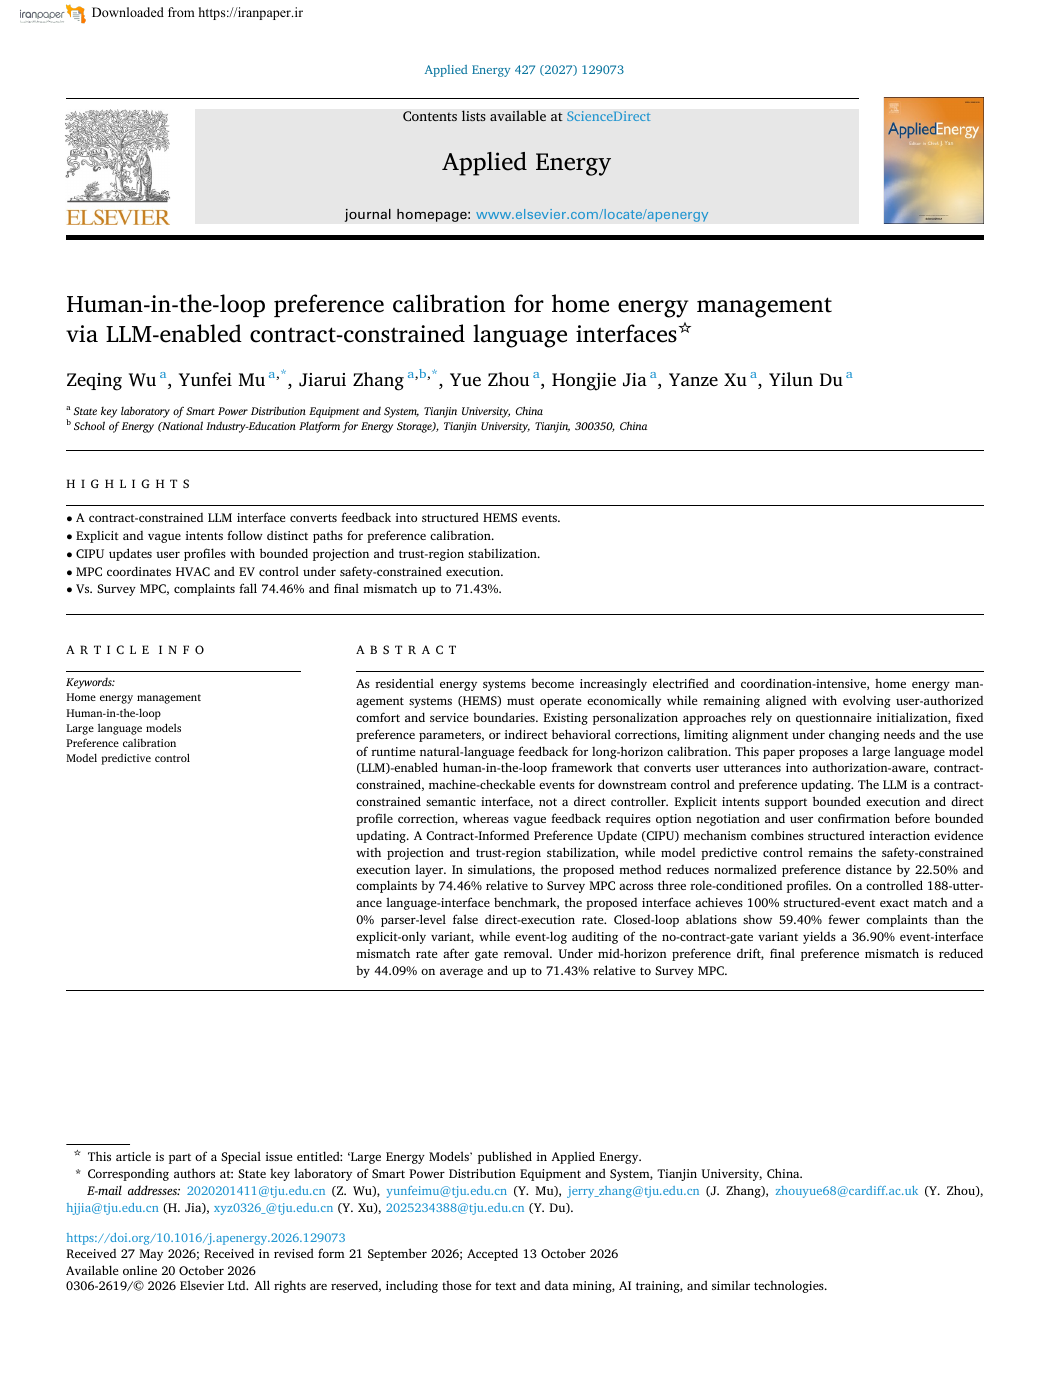 iranpaper
Downloaded from https://iranpaper.ir
Applied Energy 427 (2027) 129073
Contents lists available at ScienceDirect
Applied Energy
journal homepage: www.elsevier.com/locate/apenergy
ELSEVIER
AppliedEnergy
Human-in-the-loop preference calibration for home energy management
via LLM-enabled contract-constrained language interfaces☆
Zeqing Wu a, Yunfei Mu a,*, Jiarui Zhang a,b,*, Yue Zhou a, Hongjie Jia a, Yanze Xu a, Yilun Du a
a State key laboratory of Smart Power Distribution Equipment and System, Tianjin University, China
b School of Energy (National Industry-Education Platform for Energy Storage), Tianjin University, Tianjin, 300350, China
HIGHLIGHTS
• A contract-constrained LLM interface converts feedback into structured HEMS events.
• Explicit and vague intents follow distinct paths for preference calibration.
• CIPU updates user profiles with bounded projection and trust-region stabilization.
• MPC coordinates HVAC and EV control under safety-constrained execution.
• Vs. Survey MPC, complaints fall 74.46% and final mismatch up to 71.43%.
ARTICLE INFO
Keywords:
Home energy management
Human-in-the-loop
Large language models
Preference calibration
Model predictive control
ABSTRACT
As residential energy systems become increasingly electrified and coordination-intensive, home energy man-
agement systems (HEMS) must operate economically while remaining aligned with evolving user-authorized
comfort and service boundaries. Existing personalization approaches rely on questionnaire initialization, fixed
preference parameters, or indirect behavioral corrections, limiting alignment under changing needs and the use
of runtime natural-language feedback for long-horizon calibration. This paper proposes a large language model
(LLM)-enabled human-in-the-loop framework that converts user utterances into authorization-aware, contract-
constrained, machine-checkable events for downstream control and preference updating. The LLM is a contract-
constrained semantic interface, not a direct controller. Explicit intents support bounded execution and direct
profile correction, whereas vague feedback requires option negotiation and user confirmation before bounded
updating. A Contract-Informed Preference Update (CIPU) mechanism combines structured interaction evidence
with projection and trust-region stabilization, while model predictive control remains the safety-constrained
execution layer. In simulations, the proposed method reduces normalized preference distance by 22.50% and
complaints by 74.46% relative to Survey MPC across three role-conditioned profiles. On a controlled 188-utter-
ance language-interface benchmark, the proposed interface achieves 100% structured-event exact match and a
0% parser-level false direct-execution rate. Closed-loop ablations show 59.40% fewer complaints than the
explicit-only variant, while event-log auditing of the no-contract-gate variant yields a 36.90% event-interface
mismatch rate after gate removal. Under mid-horizon preference drift, final preference mismatch is reduced
by 44.09% on average and up to 71.43% relative to Survey MPC.
☆ This article is part of a Special issue entitled: ‘Large Energy Models’ published in Applied Energy.
* Corresponding authors at: State key laboratory of Smart Power Distribution Equipment and System, Tianjin University, China.
E-mail addresses: 2020201411@tju.edu.cn (Z. Wu), yunfeimu@tju.edu.cn (Y. Mu), jerry_zhang@tju.edu.cn (J. Zhang), zhouyue68@cardiff.ac.uk (Y. Zhou),
hjjia@tju.edu.cn (H. Jia), xyz0326_@tju.edu.cn (Y. Xu), 2025234388@tju.edu.cn (Y. Du).
https://doi.org/10.1016/j.apenergy.2026.129073
Received 27 May 2026; Received in revised form 21 September 2026; Accepted 13 October 2026
Available online 20 October 2026
0306-2619/© 2026 Elsevier Ltd. All rights are reserved, including those for text and data mining, AI training, and similar technologies.